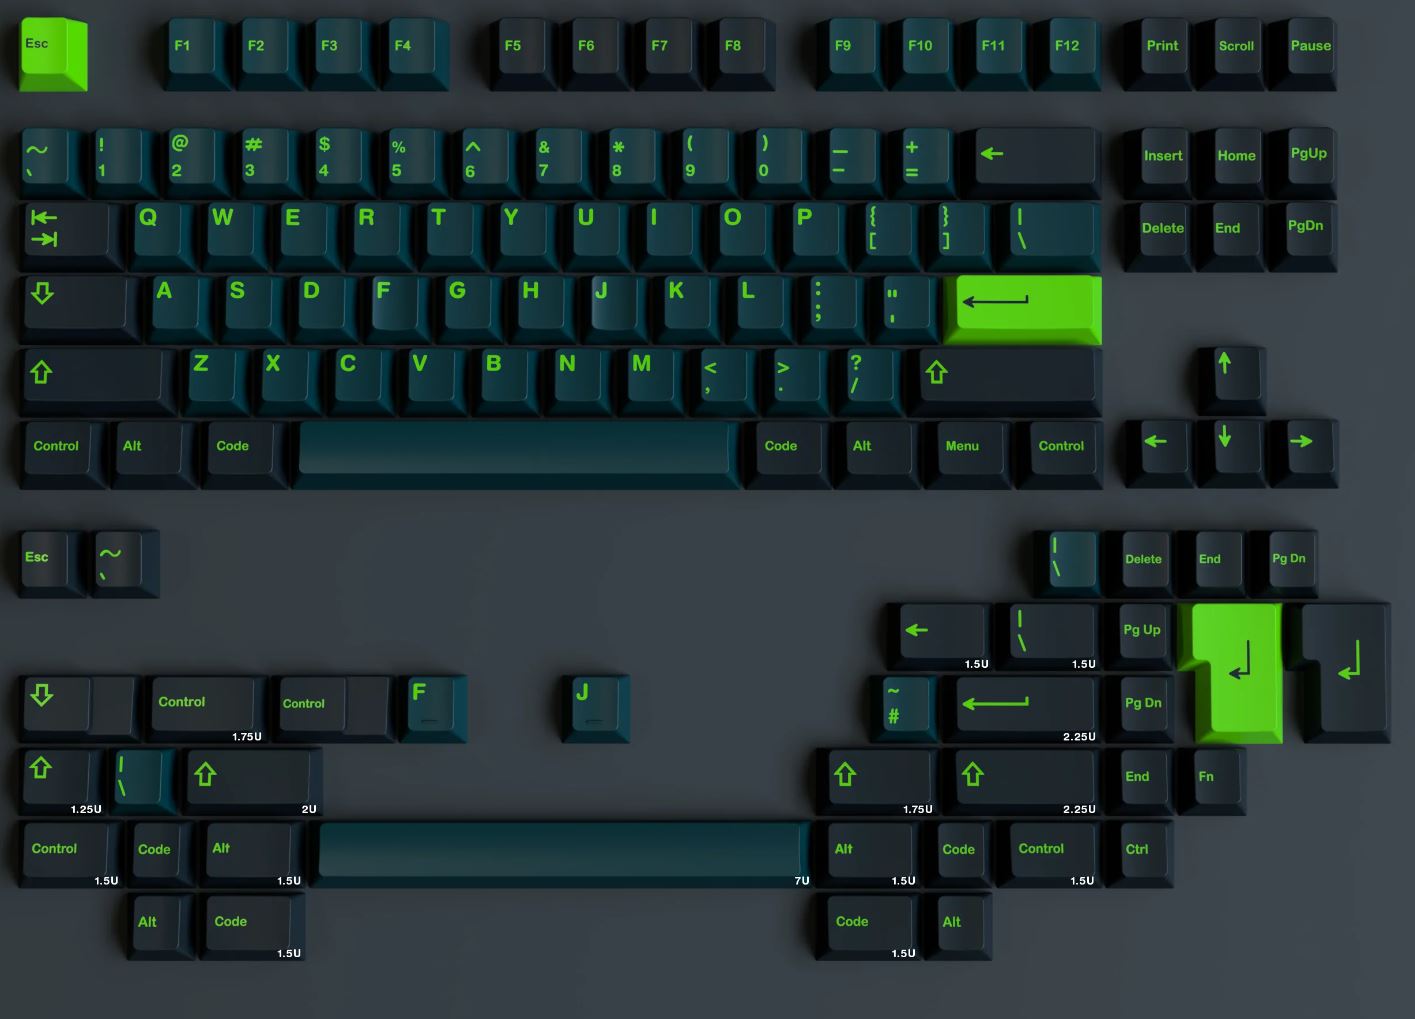 Esc F1 F2 F3 F4 F5 F6 F7 F8 F9 F10 F11 F12 Print Scroll Pause
~ ! @ # $ % ^ & * ( ) — + ← Insert Home PgUp
` 1 2 3 4 5 6 7 8 9 0 – =
⇤ Q W E R T Y U I O P { } | Delete End PgDn
⇥ [ ] \
⇩ A S D F G H J K L : " ←
; '
⇧ Z X C V B N M < > ? ⇧ ↑
, . /
Control Alt Code Code Alt Menu Control ← ↓ →
Esc ~ | Delete End Pg Dn
` \
← | Pg Up ↵ ↵
\
1.5U 1.5U
⇩ Control Control F J ~ ← Pg Dn
#
1.75U 2.25U
⇧ | ⇧ ⇧ ⇧ End Fn
\
1.25U 2U 1.75U 2.25U
Control Code Alt Alt Code Control Ctrl
1.5U 1.5U 7U 1.5U 1.5U
Alt Code Code Alt
1.5U 1.5U